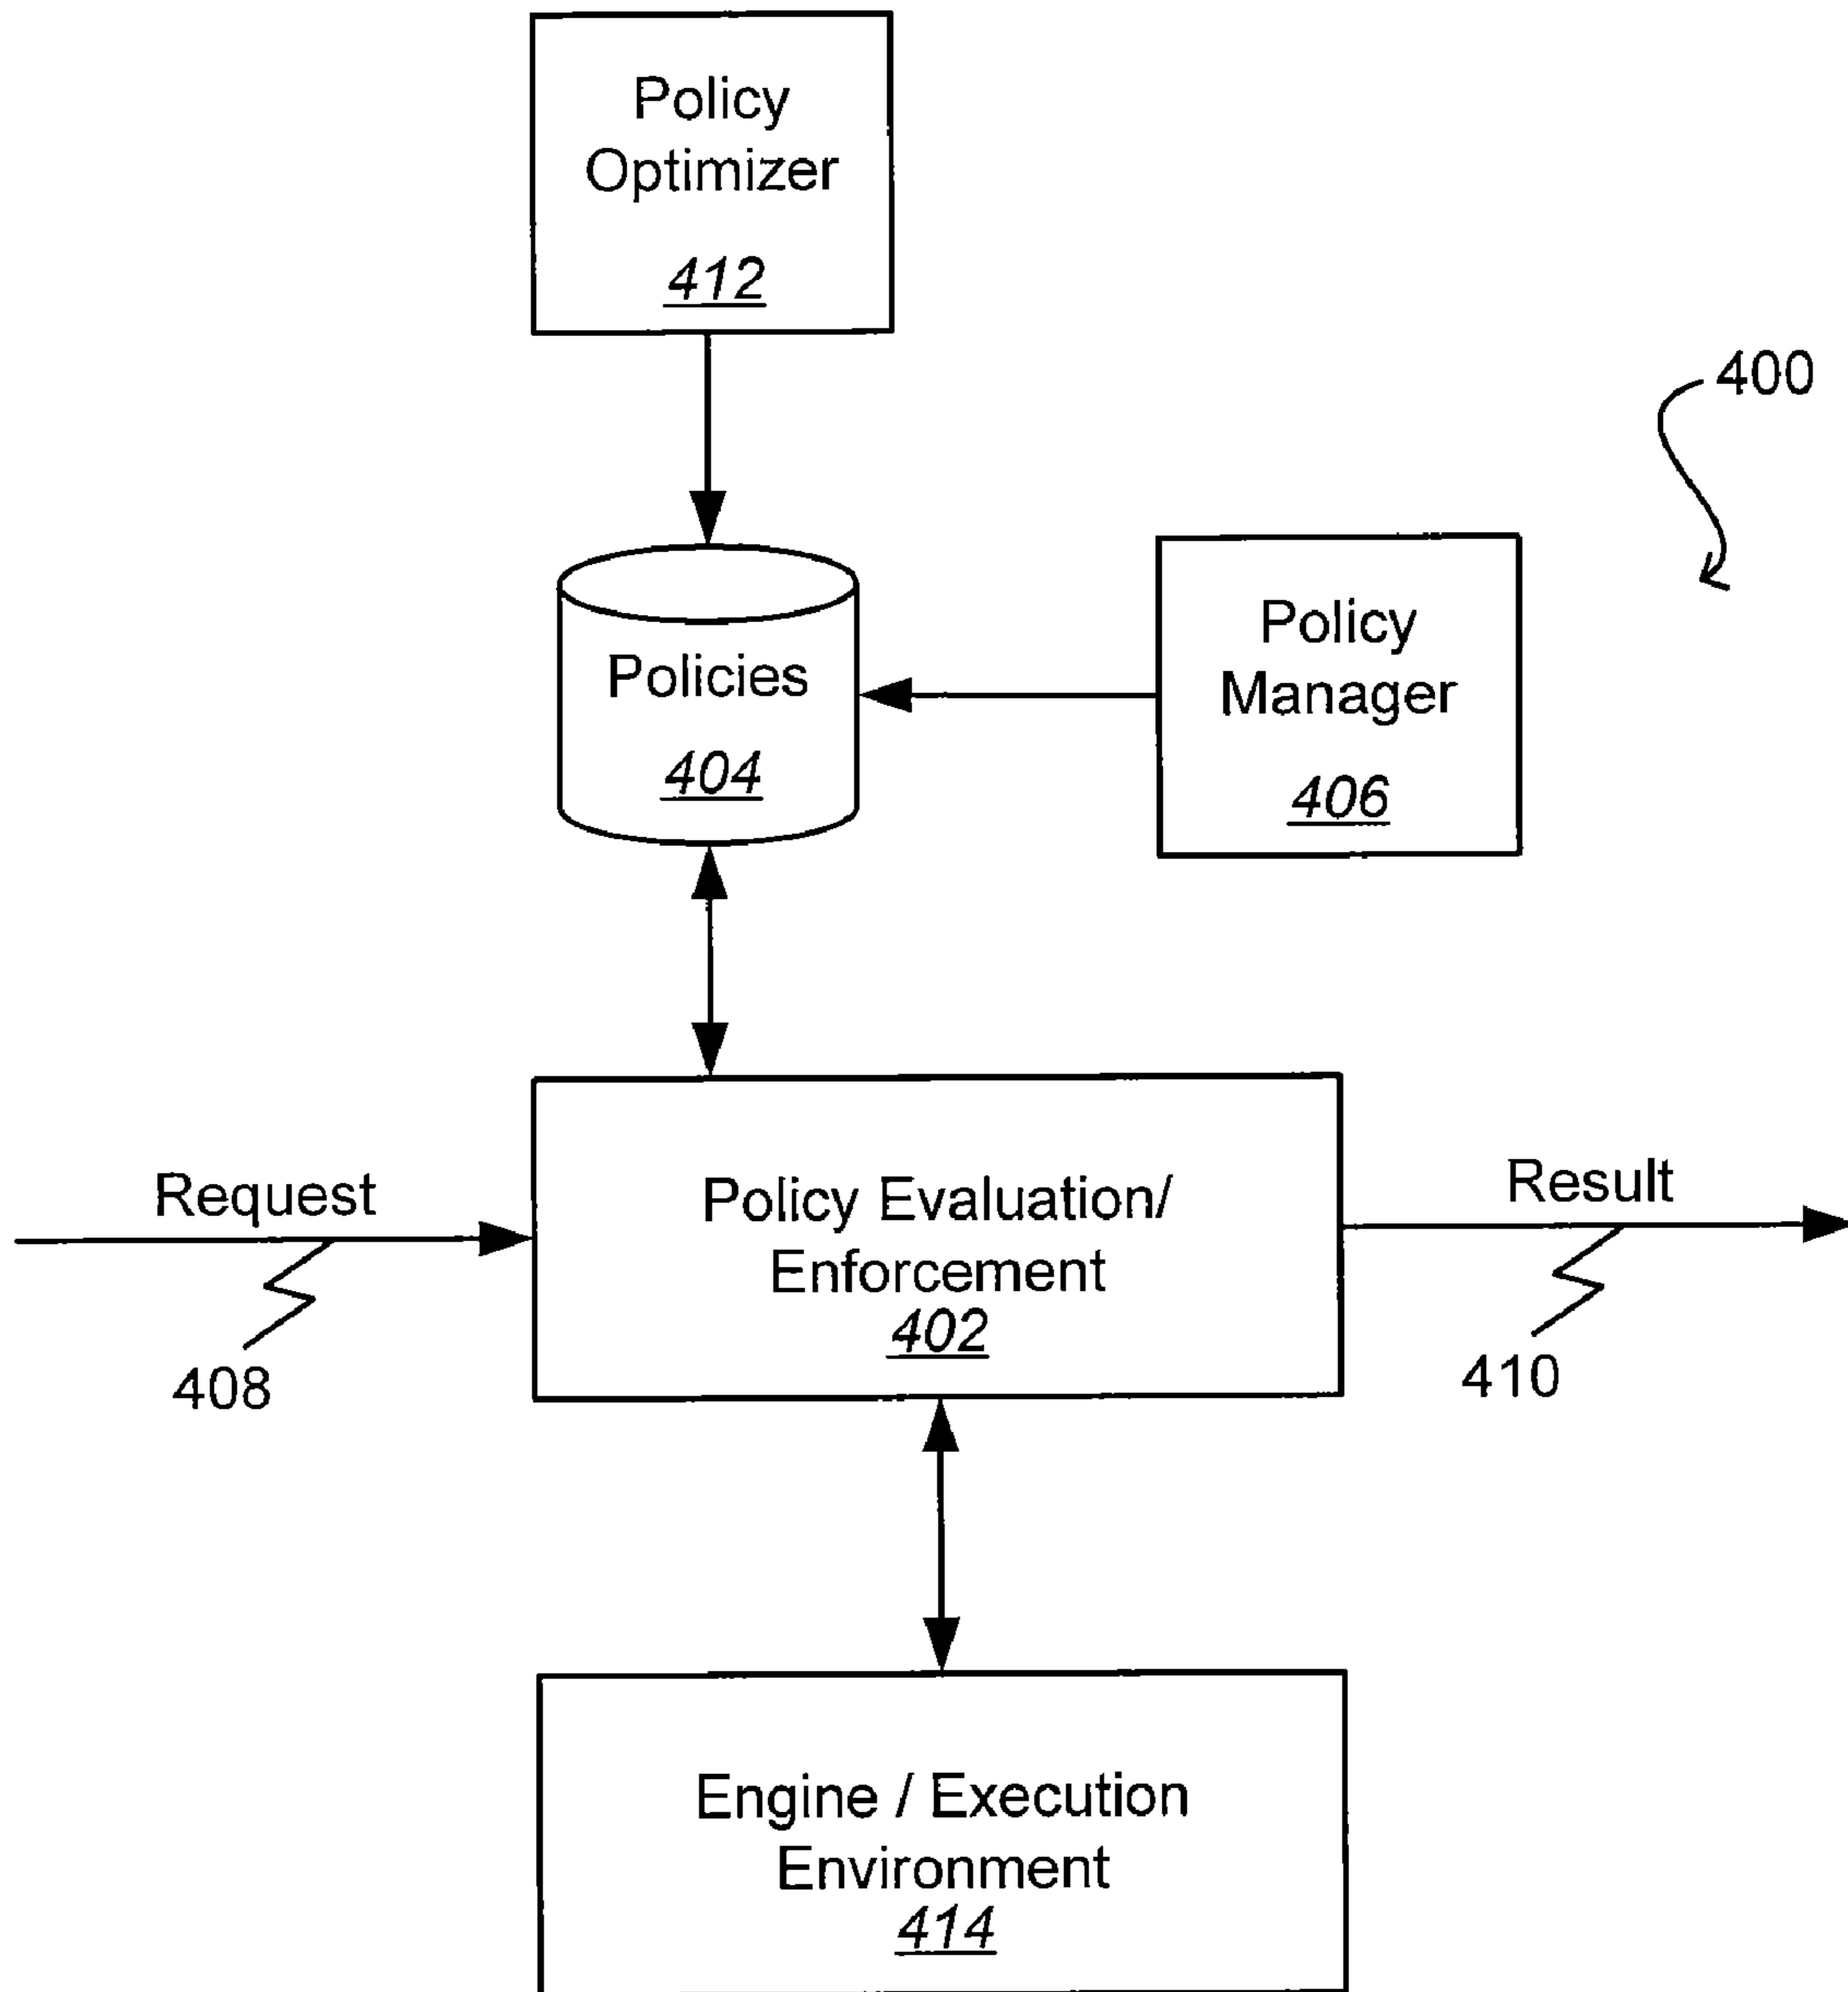 Policy
Optimizer
412
400
Policies
404
Policy
Manager
406
Request
408
Policy Evaluation/
Enforcement
402
Result
410
Engine / Execution
Environment
414